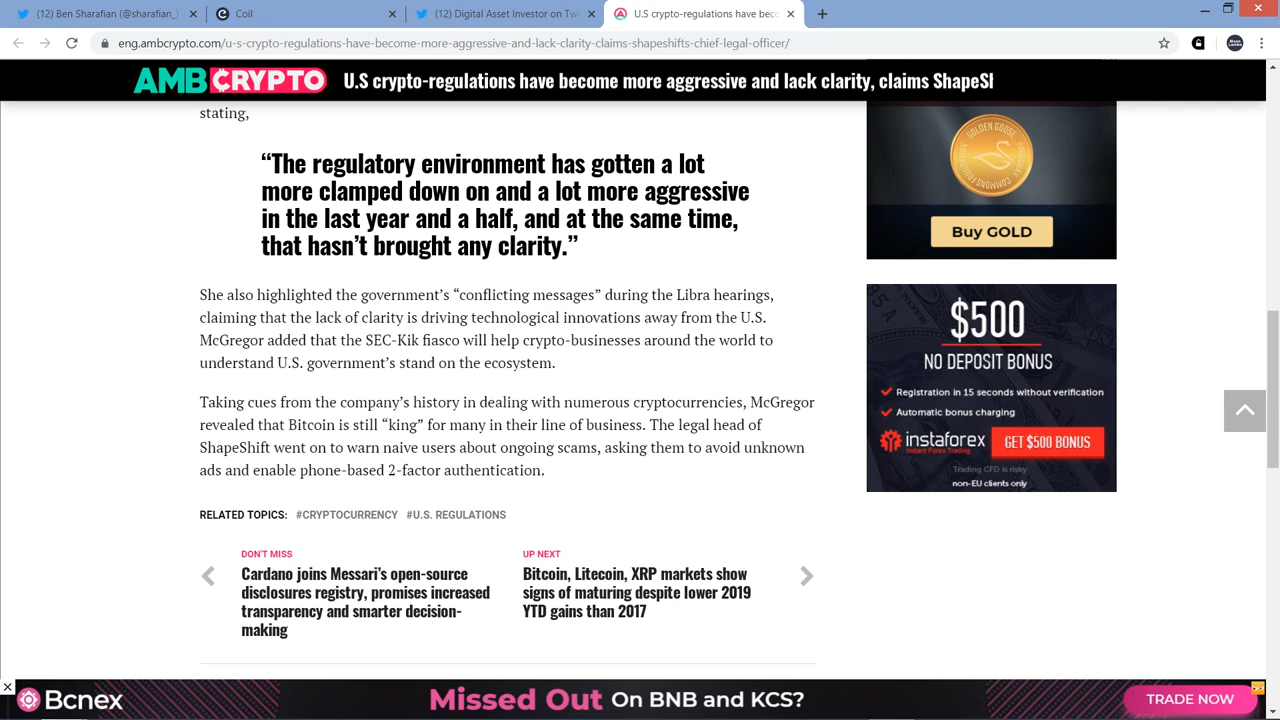 (12) Ben Sharafian (@sharafian_)
Coil
(12) Digital Asset Investor on Tw
U.S crypto-regulations have beco
eng.ambcrypto.com/u-s-crypto-regulations-have-become-more-aggressive-and-lack-clarity-claims-shapeshifts-chief-legal-officer/
AMBCRYPTO
U.S crypto-regulations have become more aggressive and lack clarity, claims ShapeSl
stating,
“The regulatory environment has gotten a lot
more clamped down on and a lot more aggressive
in the last year and a half, and at the same time,
that hasn’t brought any clarity.”
She also highlighted the government’s “conflicting messages” during the Libra hearings,
claiming that the lack of clarity is driving technological innovations away from the U.S.
McGregor added that the SEC-Kik fiasco will help crypto-businesses around the world to
understand U.S. government’s stand on the ecosystem.
Taking cues from the company’s history in dealing with numerous cryptocurrencies, McGregor
revealed that Bitcoin is still “king” for many in their line of business. The legal head of
ShapeShift went on to warn naive users about ongoing scams, asking them to avoid unknown
ads and enable phone-based 2-factor authentication.
RELATED TOPICS: #CRYPTOCURRENCY #U.S. REGULATIONS
DON'T MISS
Cardano joins Messari’s open-source
disclosures registry, promises increased
transparency and smarter decision-
making
UP NEXT
Bitcoin, Litecoin, XRP markets show
signs of maturing despite lower 2019
YTD gains than 2017
GOLDEN GOOSE
Buy GOLD
$500
NO DEPOSIT BONUS
Registration in 15 seconds without verification
Automatic bonus charging
instaforex
Instant Forex Trading
GET $500 BONUS
Trading CFD is risky
non-EU clients only
Bcnex
Missed Out On BNB and KCS?
TRADE NOW